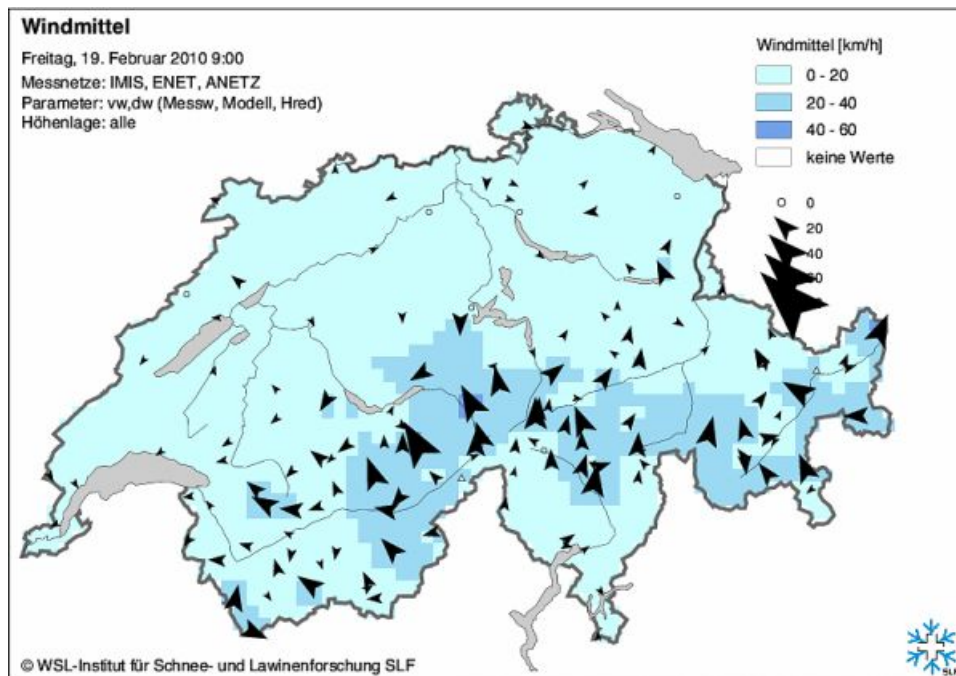 Windmittel
Freitag, 19. Februar 2010 9:00
Messnetze: IMIS, ENET, ANETZ
Parameter: vw,dw (Messw, Modell, Hred)
Höhenlage: alle
Windmittel [km/h]
0 - 20
20 - 40
40 - 60
keine Werte
0
20
40
© WSL-Institut für Schnee- und Lawinenforschung SLF
SLF